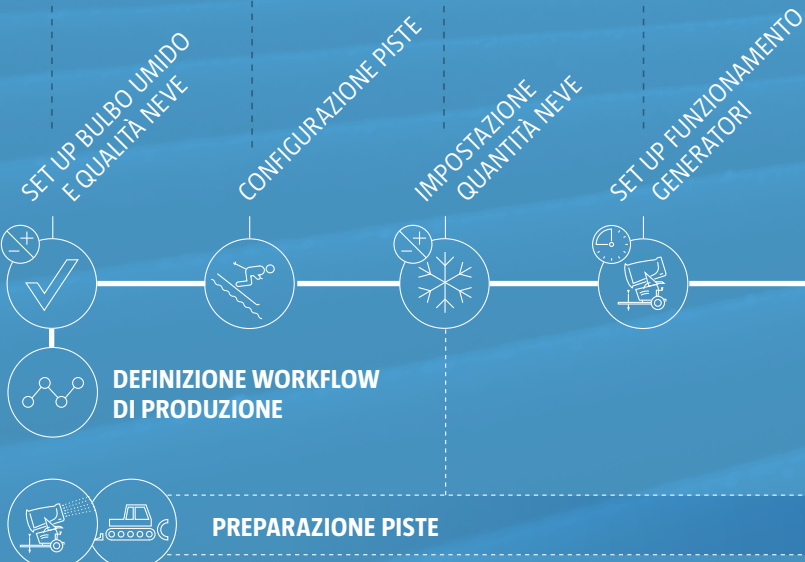 SET UP BULBO UMIDO
E QUALITÀ NEVE
CONFIGURAZIONE PISTE
IMPOSTAZIONE
QUANTITÀ NEVE
SET UP FUNZIONAMENTO
GENERATORI
DEFINIZIONE WORKFLOW
DI PRODUZIONE
PREPARAZIONE PISTE